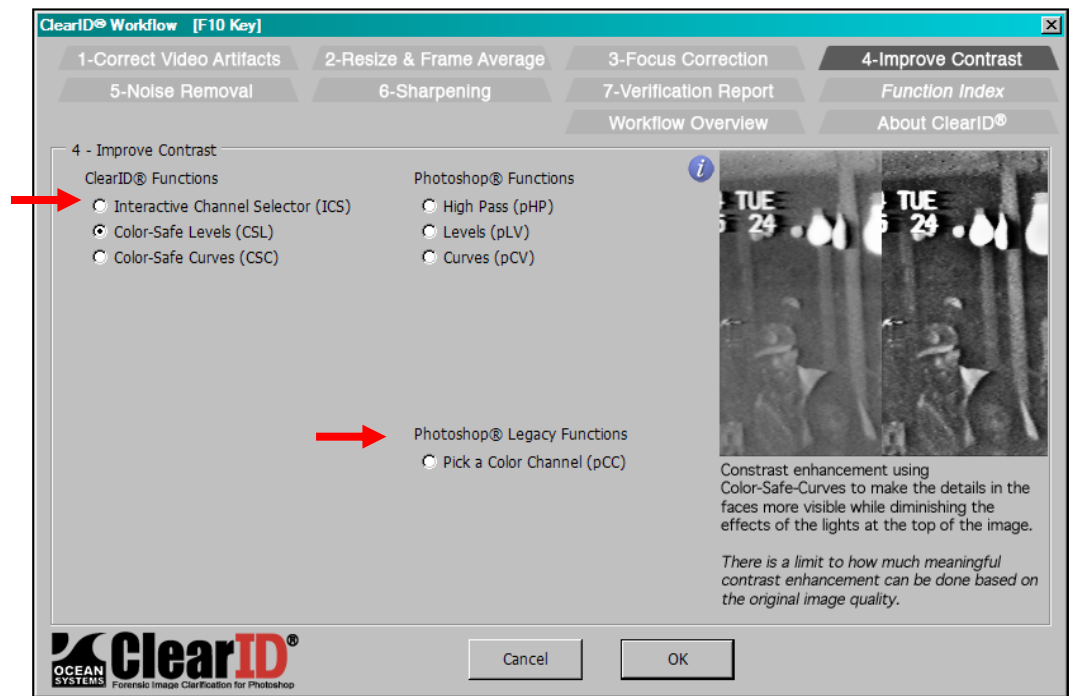 ClearID® Workflow [F10 Key]
1-Correct Video Artifacts 2-Resize & Frame Average 3-Focus Correction 4-Improve Contrast
5-Noise Removal 6-Sharpening 7-Verification Report Function Index
Workflow Overview About ClearID®
4 - Improve Contrast
ClearID® Functions
Interactive Channel Selector (ICS)
Color-Safe Levels (CSL)
Color-Safe Curves (CSC)
Photoshop® Functions
High Pass (pHP)
Levels (pLV)
Curves (pCV)
Photoshop® Legacy Functions
Pick a Color Channel (pCC)
i
TUE TUE
24 24
Constrast enhancement using
Color-Safe-Curves to make the details in the
faces more visible while diminishing the
effects of the lights at the top of the image.
There is a limit to how much meaningful
contrast enhancement can be done based on
the original image quality.
OCEAN
SYSTEMS
ClearID®
Forensic Image Clarification for Photoshop
Cancel OK